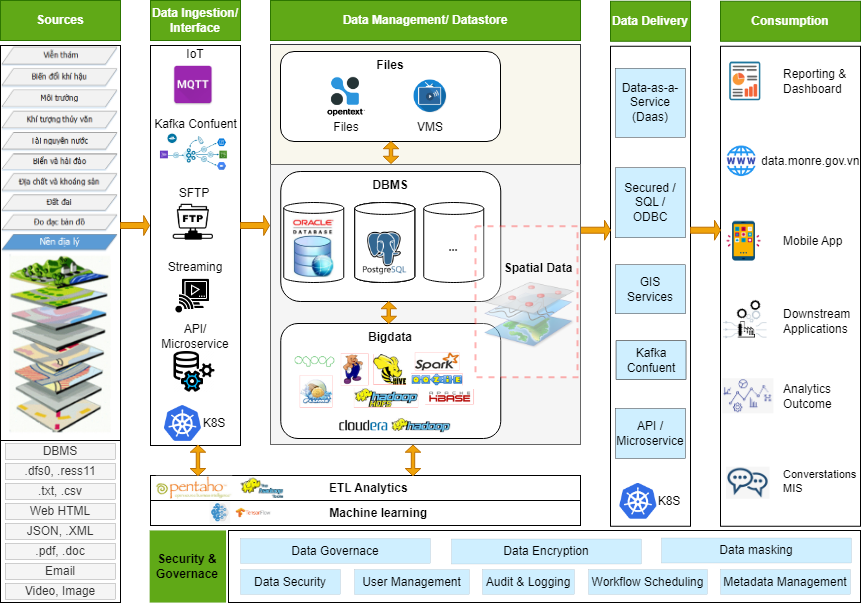 Sources
Viễn thám
Biến đổi khí hậu
Môi trường
Khí tượng thủy văn
Tài nguyên nước
Biển và hải đảo
Địa chất và khoáng sản
Đất đai
Đo đạc bản đồ
Nền địa lý
DBMS
.dfs0, .ress11
.txt, .csv
Web HTML
JSON, .XML
.pdf, .doc
Email
Video, Image
Data Ingestion/
Interface
IoT
MQTT
Kafka Confuent
SFTP
FTP
Streaming
API/
Microservice
K8S
Data Management/ Datastore
Files
opentext
Files
VMS
DBMS
ORACLE
DATABASE
PostgreSQL
...
Spatial Data
Bigdata
sqoop
Spark
HIVE
OOZIE
hadoop
HDFS
APACHE
HBASE
cloudera
hadoop
pentaho
ETL Analytics
TensorFlow
Machine learning
Data Delivery
Data-as-a-
Service
(Daas)
Secured /
SQL /
ODBC
GIS
Services
Kafka
Confuent
API /
Microservice
K8S
Consumption
Reporting &
Dashboard
WWW
data.monre.gov.vn
Mobile App
Downstream
Applications
Analytics
Outcome
Converstations
MIS
Security &
Governace
Data Governace
Data Encryption
Data masking
Data Security
User Management
Audit & Logging
Workflow Scheduling
Metadata Management